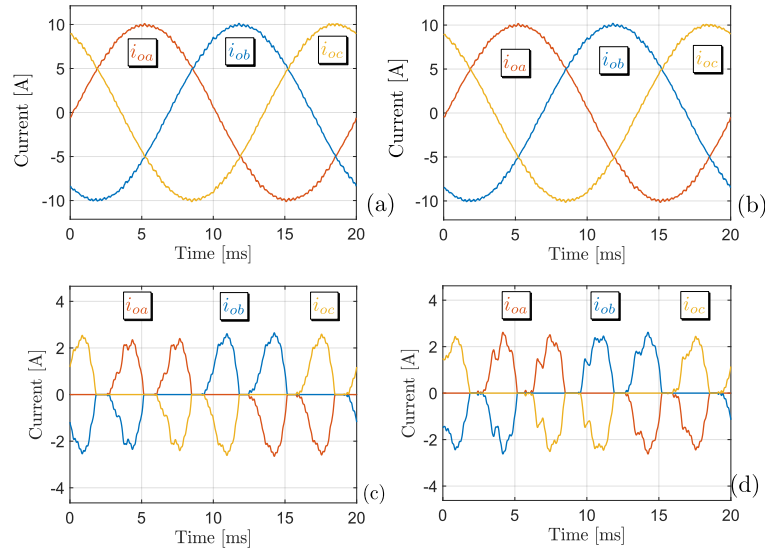 10
5
0
-5
-10
Current [A]
i_oa
i_ob
i_oc
0
5
10
15
20
Time [ms]
(a)
10
5
0
-5
-10
Current [A]
i_oa
i_ob
i_oc
0
5
10
15
20
Time [ms]
(b)
4
2
0
-2
-4
Current [A]
i_oa
i_ob
i_oc
0
5
10
15
20
Time [ms]
(c)
4
2
0
-2
-4
Current [A]
i_oa
i_ob
i_oc
0
5
10
15
20
Time [ms]
(d)